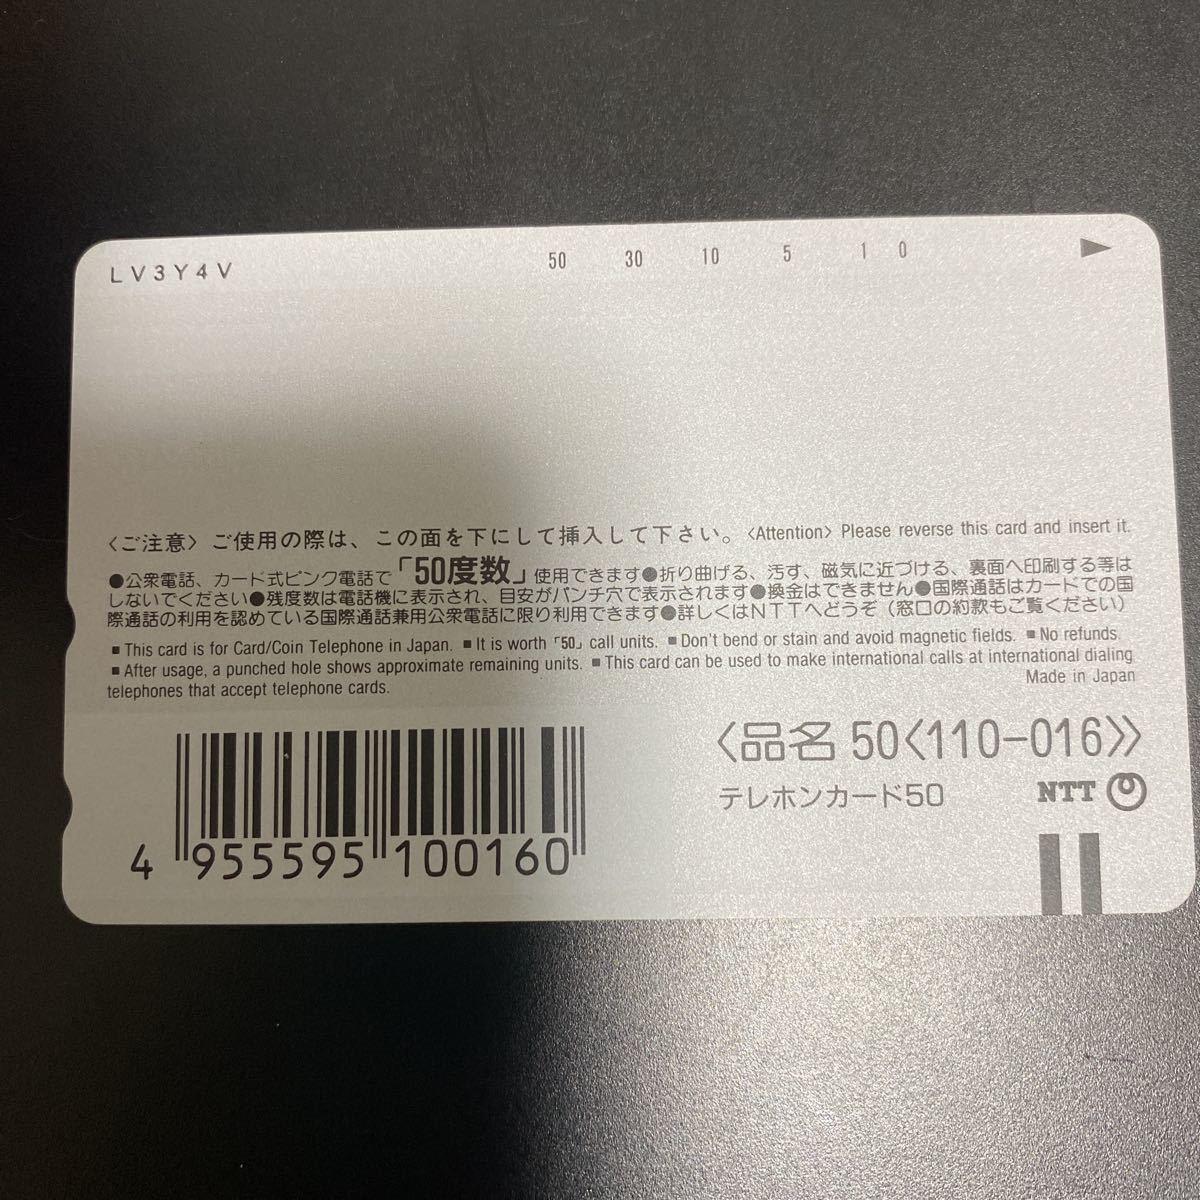 LV3Y4V 50 30 10 5 1 0
〈ご注意〉ご使用の際は、この面を下にして挿入して下さい。〈Attention〉Please reverse this card and insert it.
●公衆電話、カード式ピンク電話で「50度数」使用できます●折り曲げる、汚す、磁気に近づける、裏面へ印刷する等は
しないでください●残度数は電話機に表示され、目安がパンチ穴で表示されます●換金はできません●国際通話はカードでの国
際通話の利用を認めている国際通話兼用公衆電話に限り利用できます●詳しくはNTTへどうぞ（窓口の約款もご覧ください）
■This card is for Card/Coin Telephone in Japan. ■It is worth「50」call units. ■Don't bend or stain and avoid magnetic fields. ■No refunds.
■After usage, a punched hole shows approximate remaining units. ■This card can be used to make international calls at international dialing
telephones that accept telephone cards.
Made in Japan
〈品名 50〈110-016〉〉
テレホンカード50 NTT
4 955595 100160